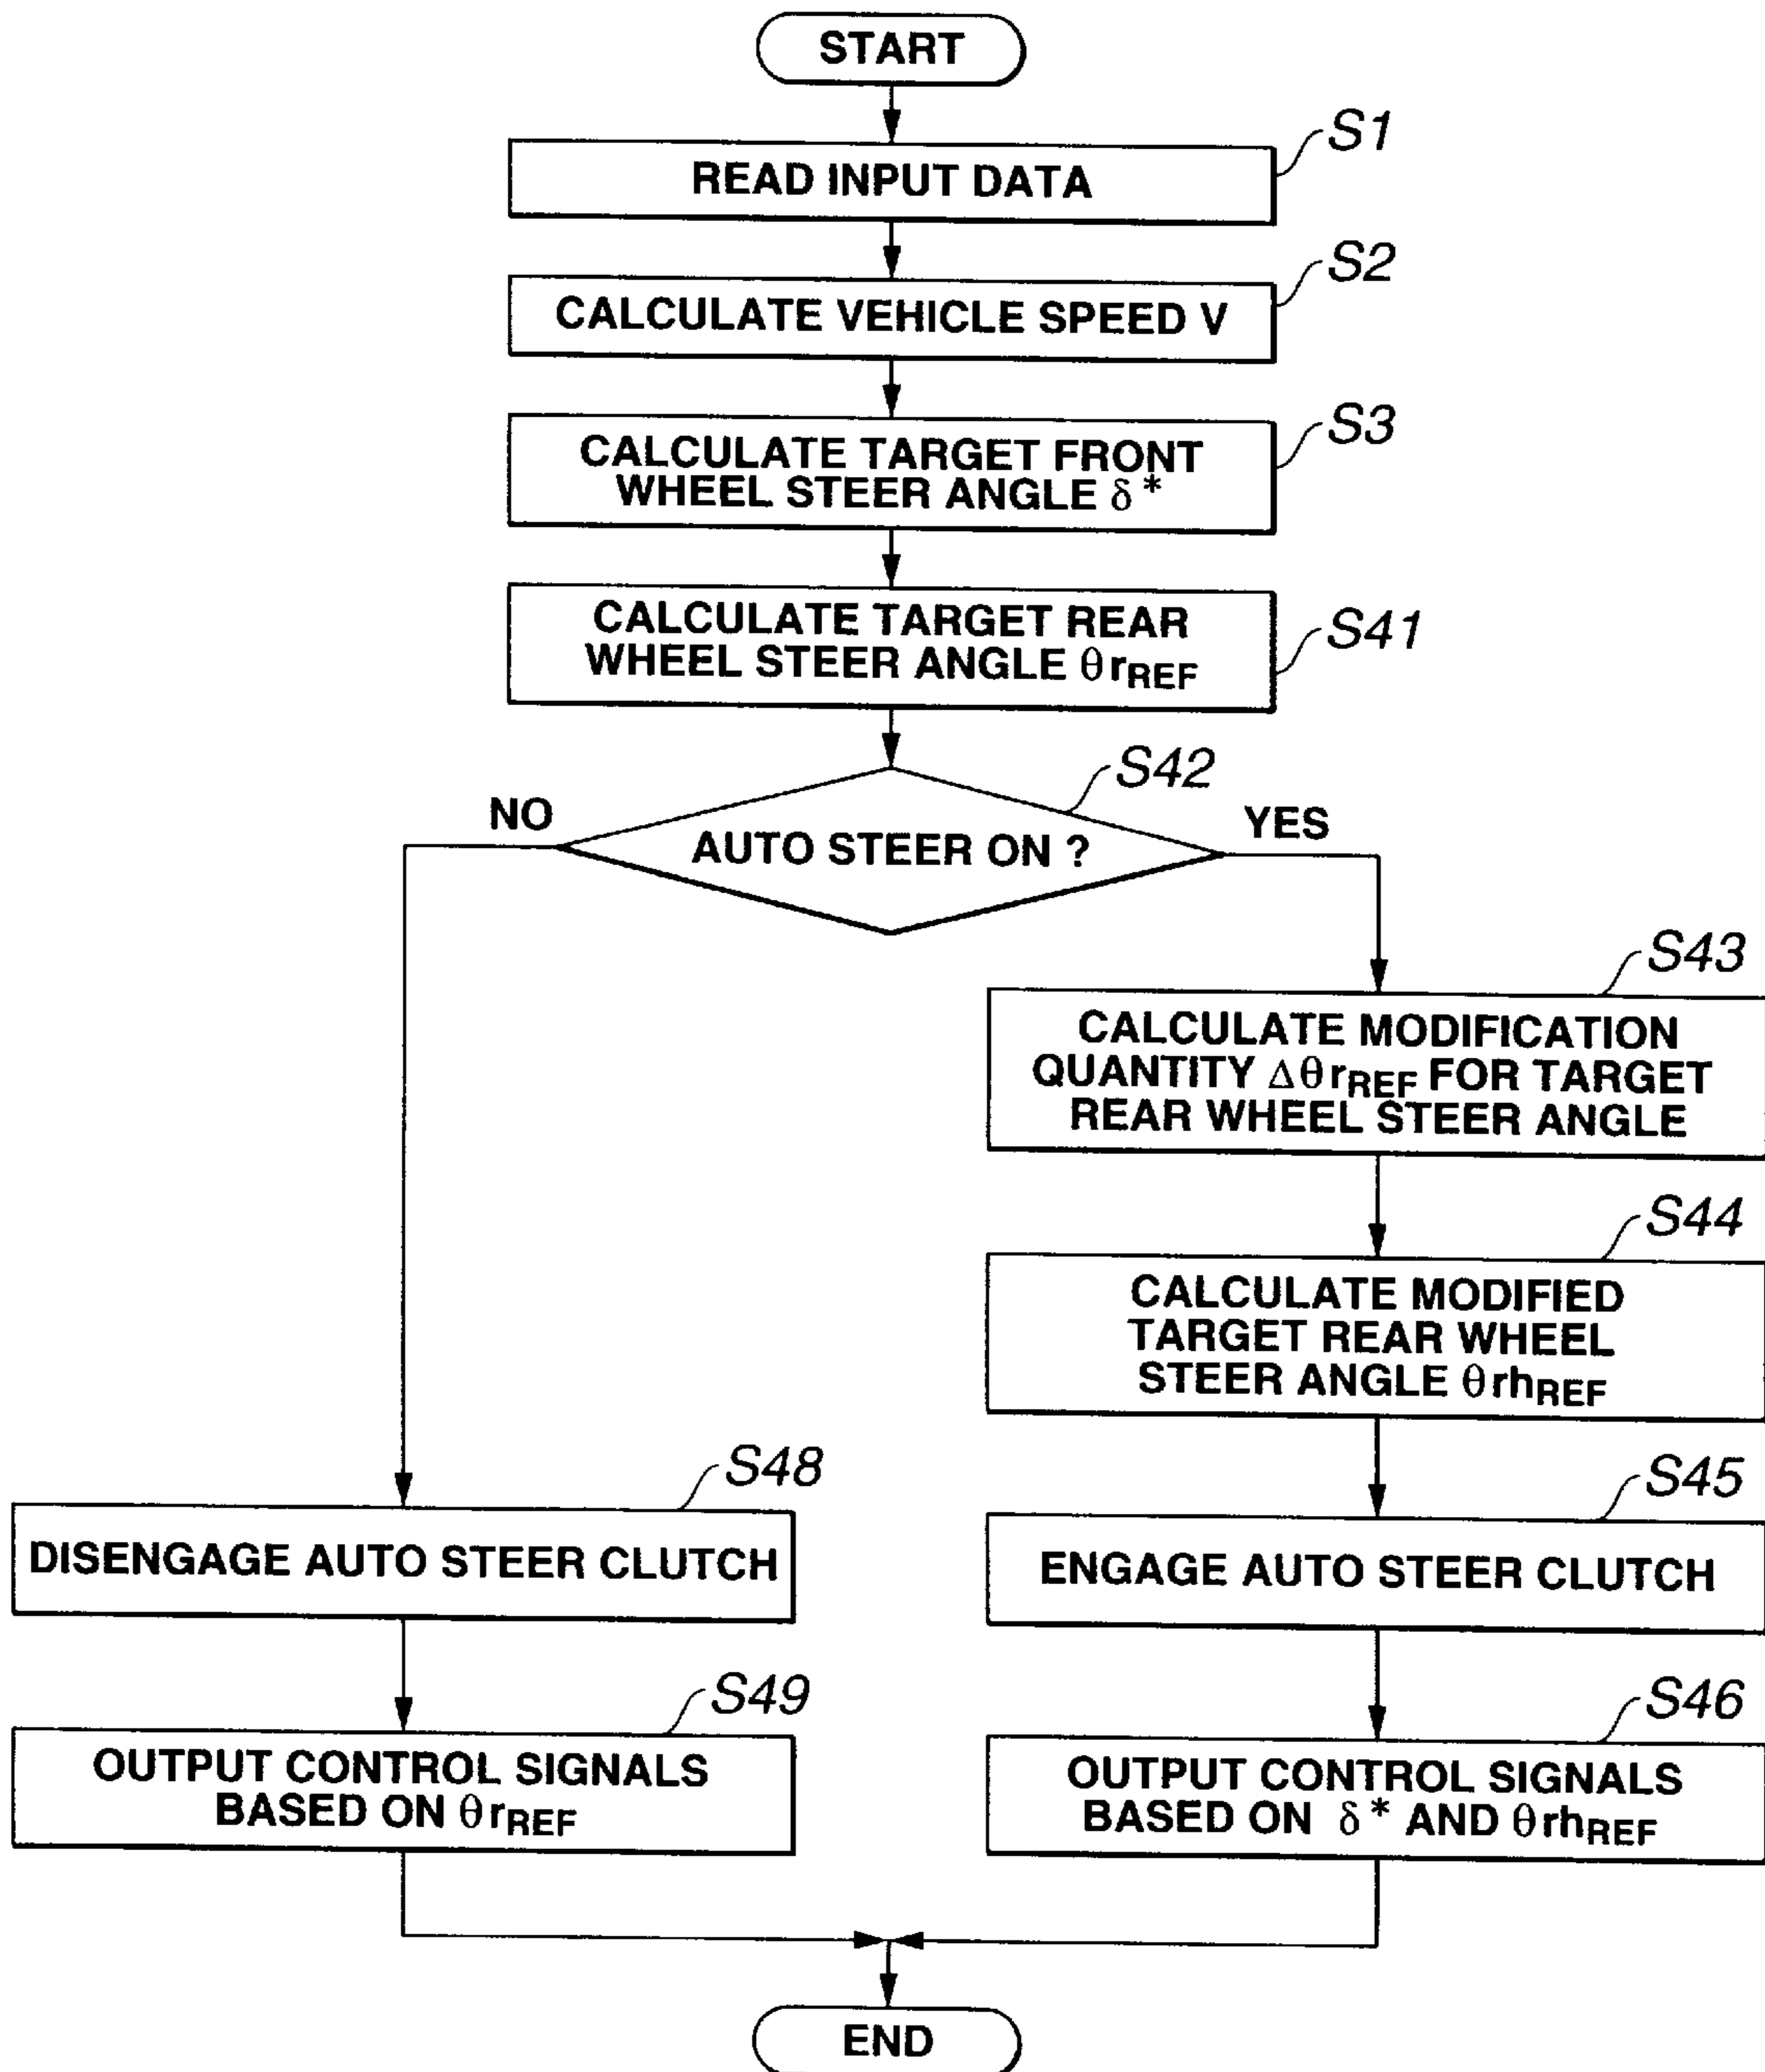 START
S1
READ INPUT DATA
S2
CALCULATE VEHICLE SPEED V
S3
CALCULATE TARGET FRONT
WHEEL STEER ANGLE δ*
S41
CALCULATE TARGET REAR
WHEEL STEER ANGLE θrREF
S42
NO
AUTO STEER ON ?
YES
S43
CALCULATE MODIFICATION
QUANTITY ΔθrREF FOR TARGET
REAR WHEEL STEER ANGLE
S44
CALCULATE MODIFIED
TARGET REAR WHEEL
STEER ANGLE θrhREF
S48
DISENGAGE AUTO STEER CLUTCH
S45
ENGAGE AUTO STEER CLUTCH
S49
OUTPUT CONTROL SIGNALS
BASED ON θrREF
S46
OUTPUT CONTROL SIGNALS
BASED ON δ* AND θrhREF
END